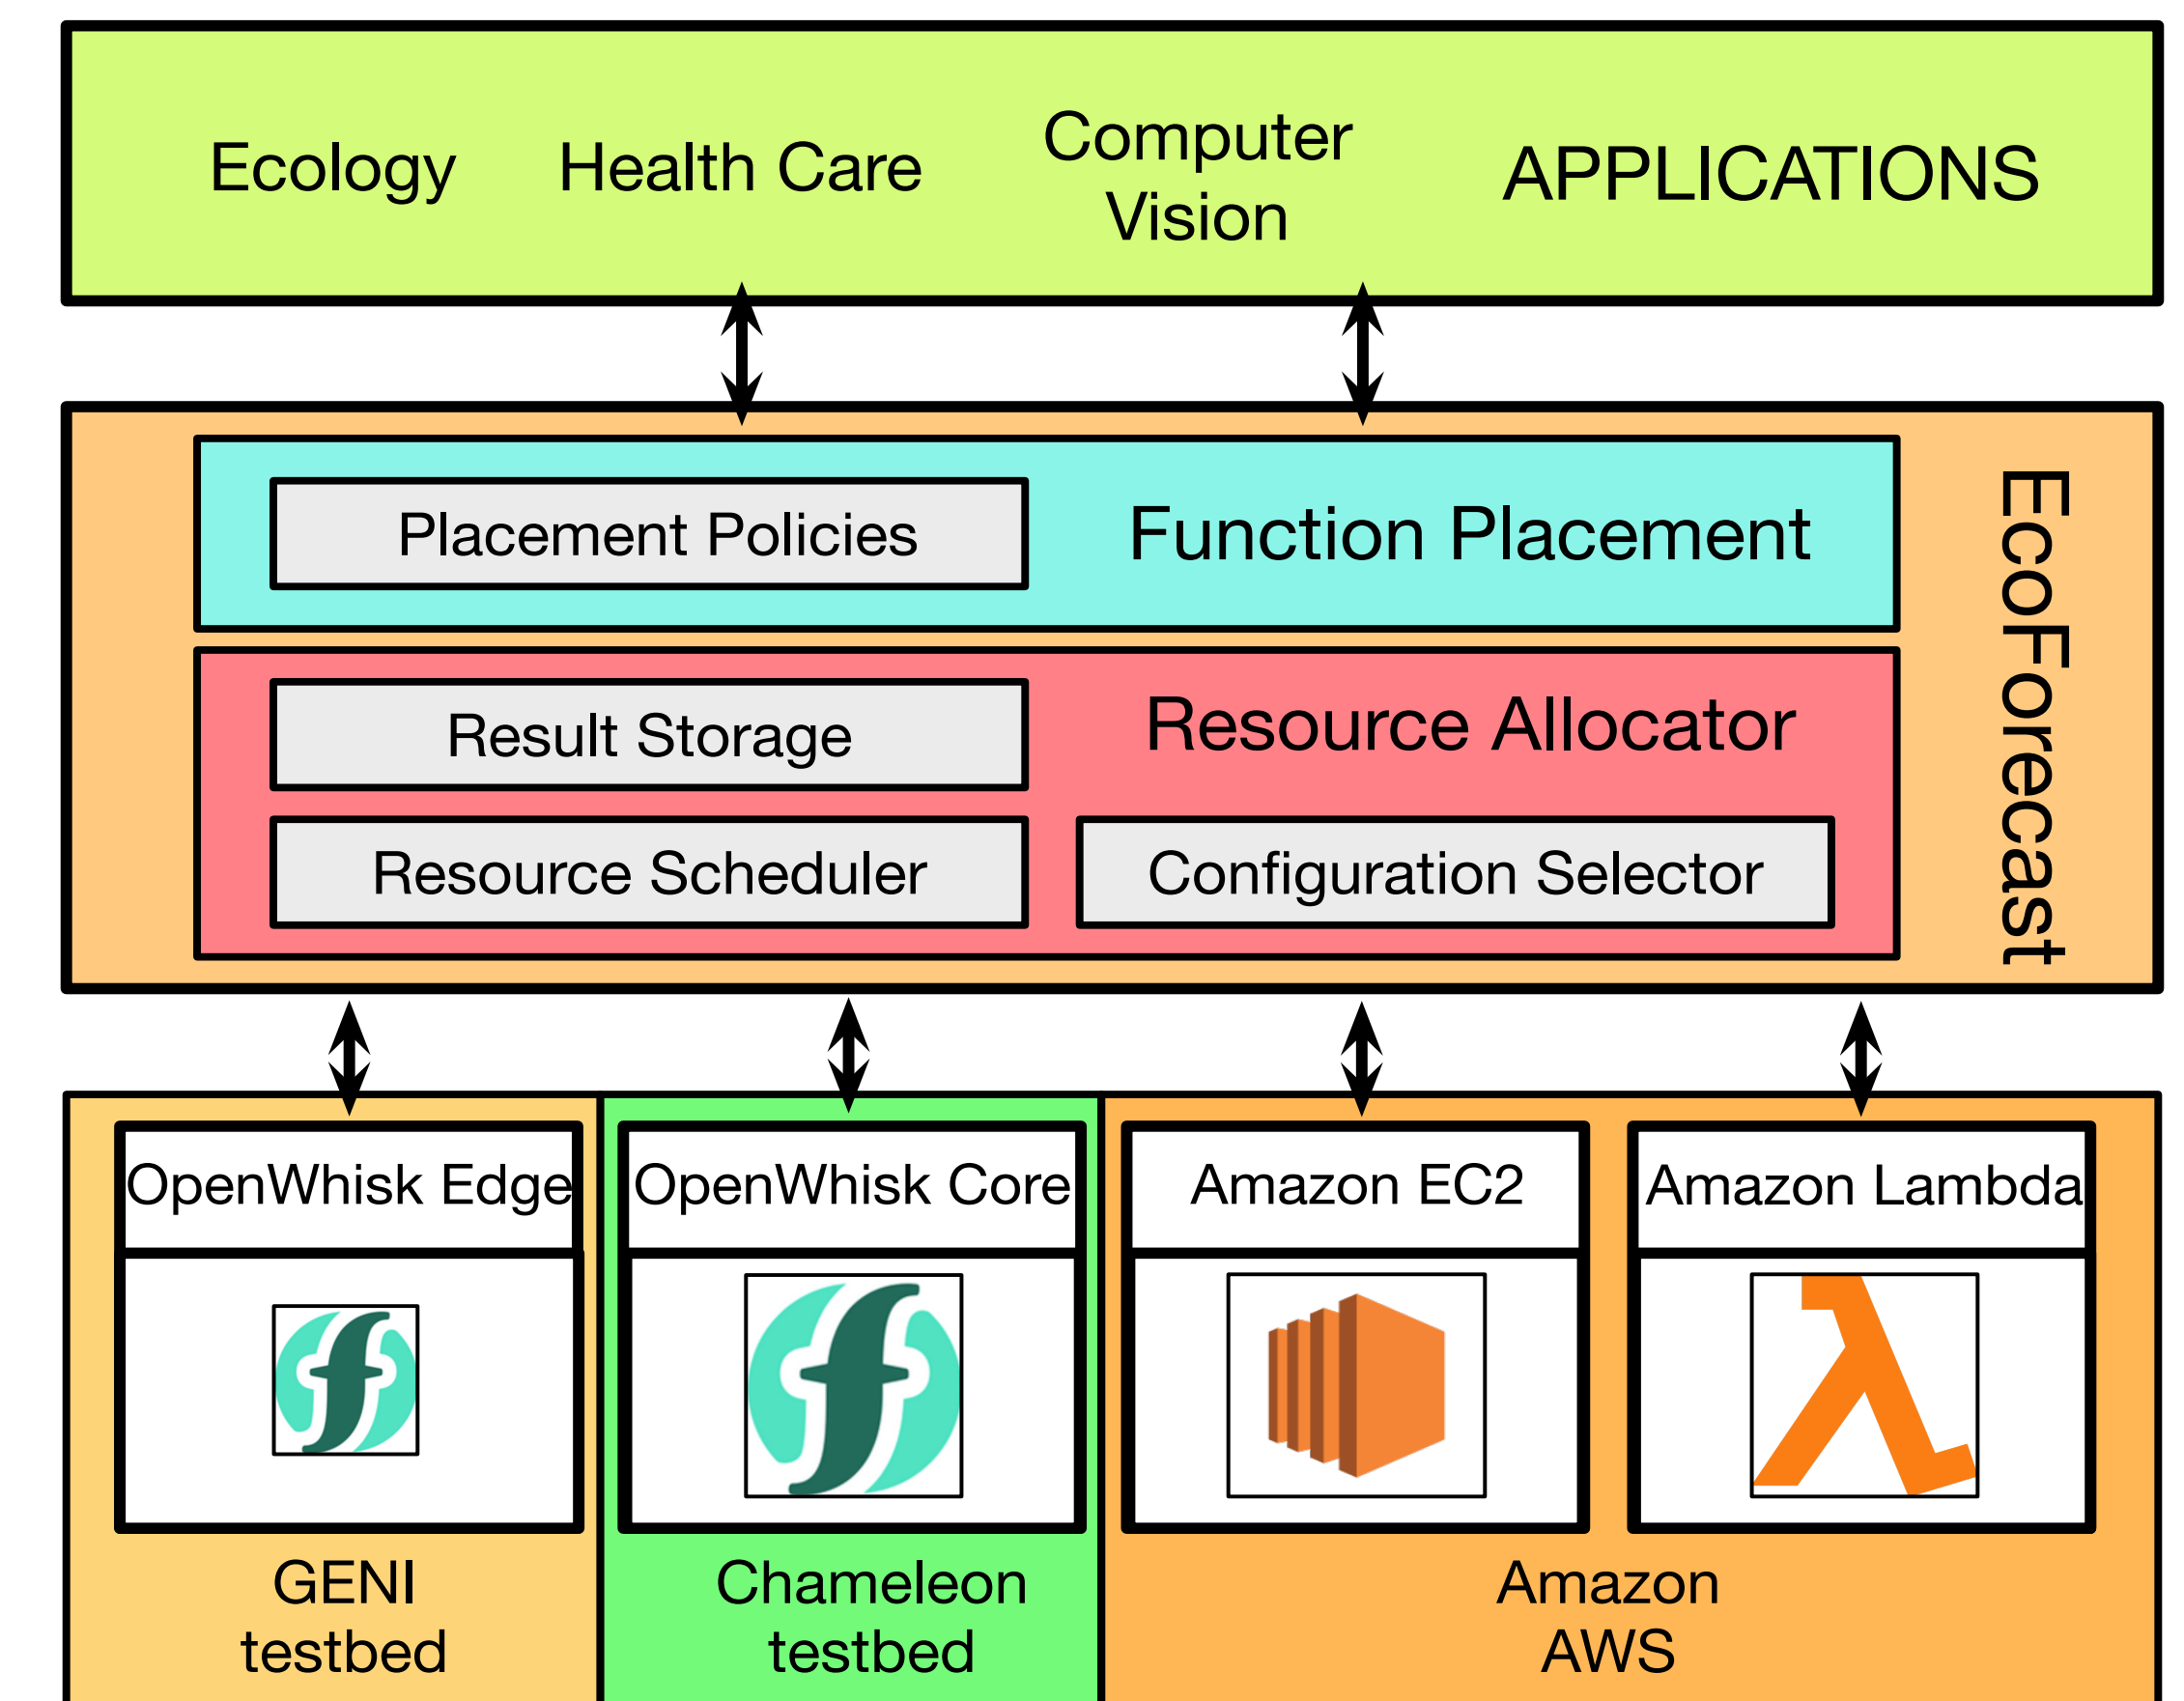 Ecology
Health Care
Computer
Vision
APPLICATIONS
Placement Policies
Function Placement
Result Storage
Resource Allocator
Resource Scheduler
Configuration Selector
EcoForecast
OpenWhisk Edge
OpenWhisk Core
Amazon EC2
Amazon Lambda
GENI
testbed
Chameleon
testbed
Amazon
AWS